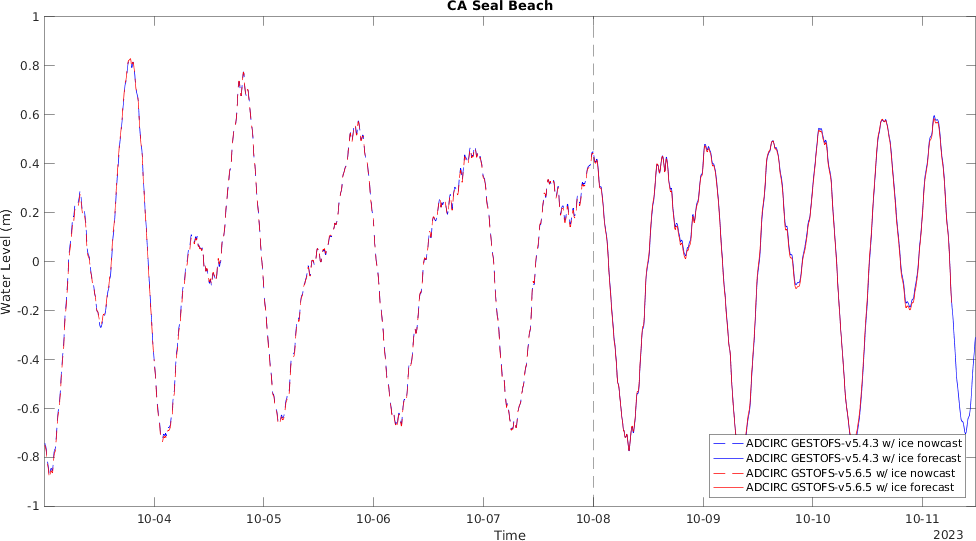 CA Seal Beach
1
0.8
0.6
0.4
0.2
0
-0.2
-0.4
-0.6
-0.8
-1
Water Level (m)
ADCIRC GESTOFS-v5.4.3 w/ ice nowcast
ADCIRC GESTOFS-v5.4.3 w/ ice forecast
ADCIRC GSTOFS-v5.6.5 w/ ice nowcast
ADCIRC GSTOFS-v5.6.5 w/ ice forecast
10-04 10-05 10-06 10-07 10-08 10-09 10-10 10-11
Time
2023